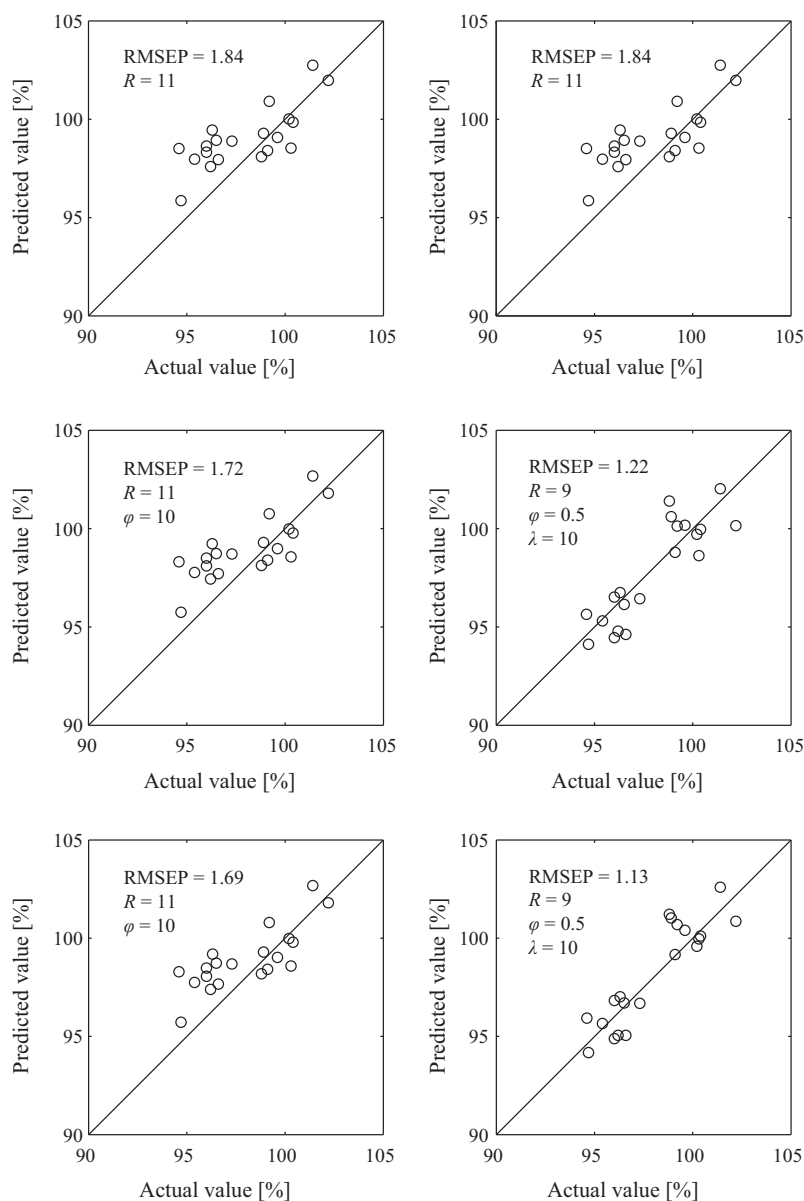 105
100
95
90
Predicted value [%]
RMSEP = 1.84
R = 11
90 95 100 105
Actual value [%]
105
100
95
90
Predicted value [%]
RMSEP = 1.84
R = 11
90 95 100 105
Actual value [%]
105
100
95
90
Predicted value [%]
RMSEP = 1.72
R = 11
φ = 10
90 95 100 105
Actual value [%]
105
100
95
90
Predicted value [%]
RMSEP = 1.22
R = 9
φ = 0.5
λ = 10
90 95 100 105
Actual value [%]
105
100
95
90
Predicted value [%]
RMSEP = 1.69
R = 11
φ = 10
90 95 100 105
Actual value [%]
105
100
95
90
Predicted value [%]
RMSEP = 1.13
R = 9
φ = 0.5
λ = 10
90 95 100 105
Actual value [%]